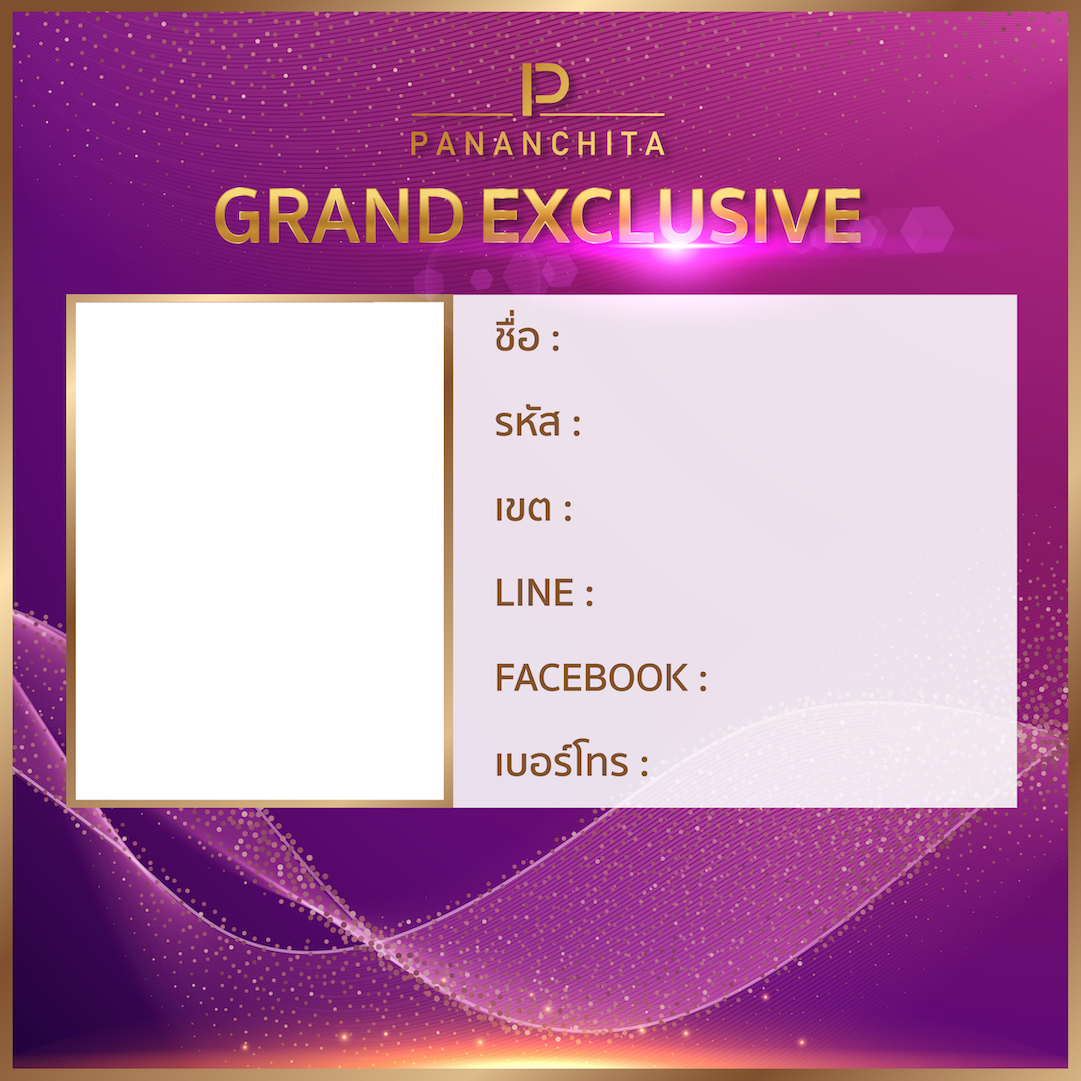 P
PANANCHITA
GRAND EXCLUSIVE
ชื่อ :
รหัส :
เขต :
LINE :
FACEBOOK :
เบอร์โทร :